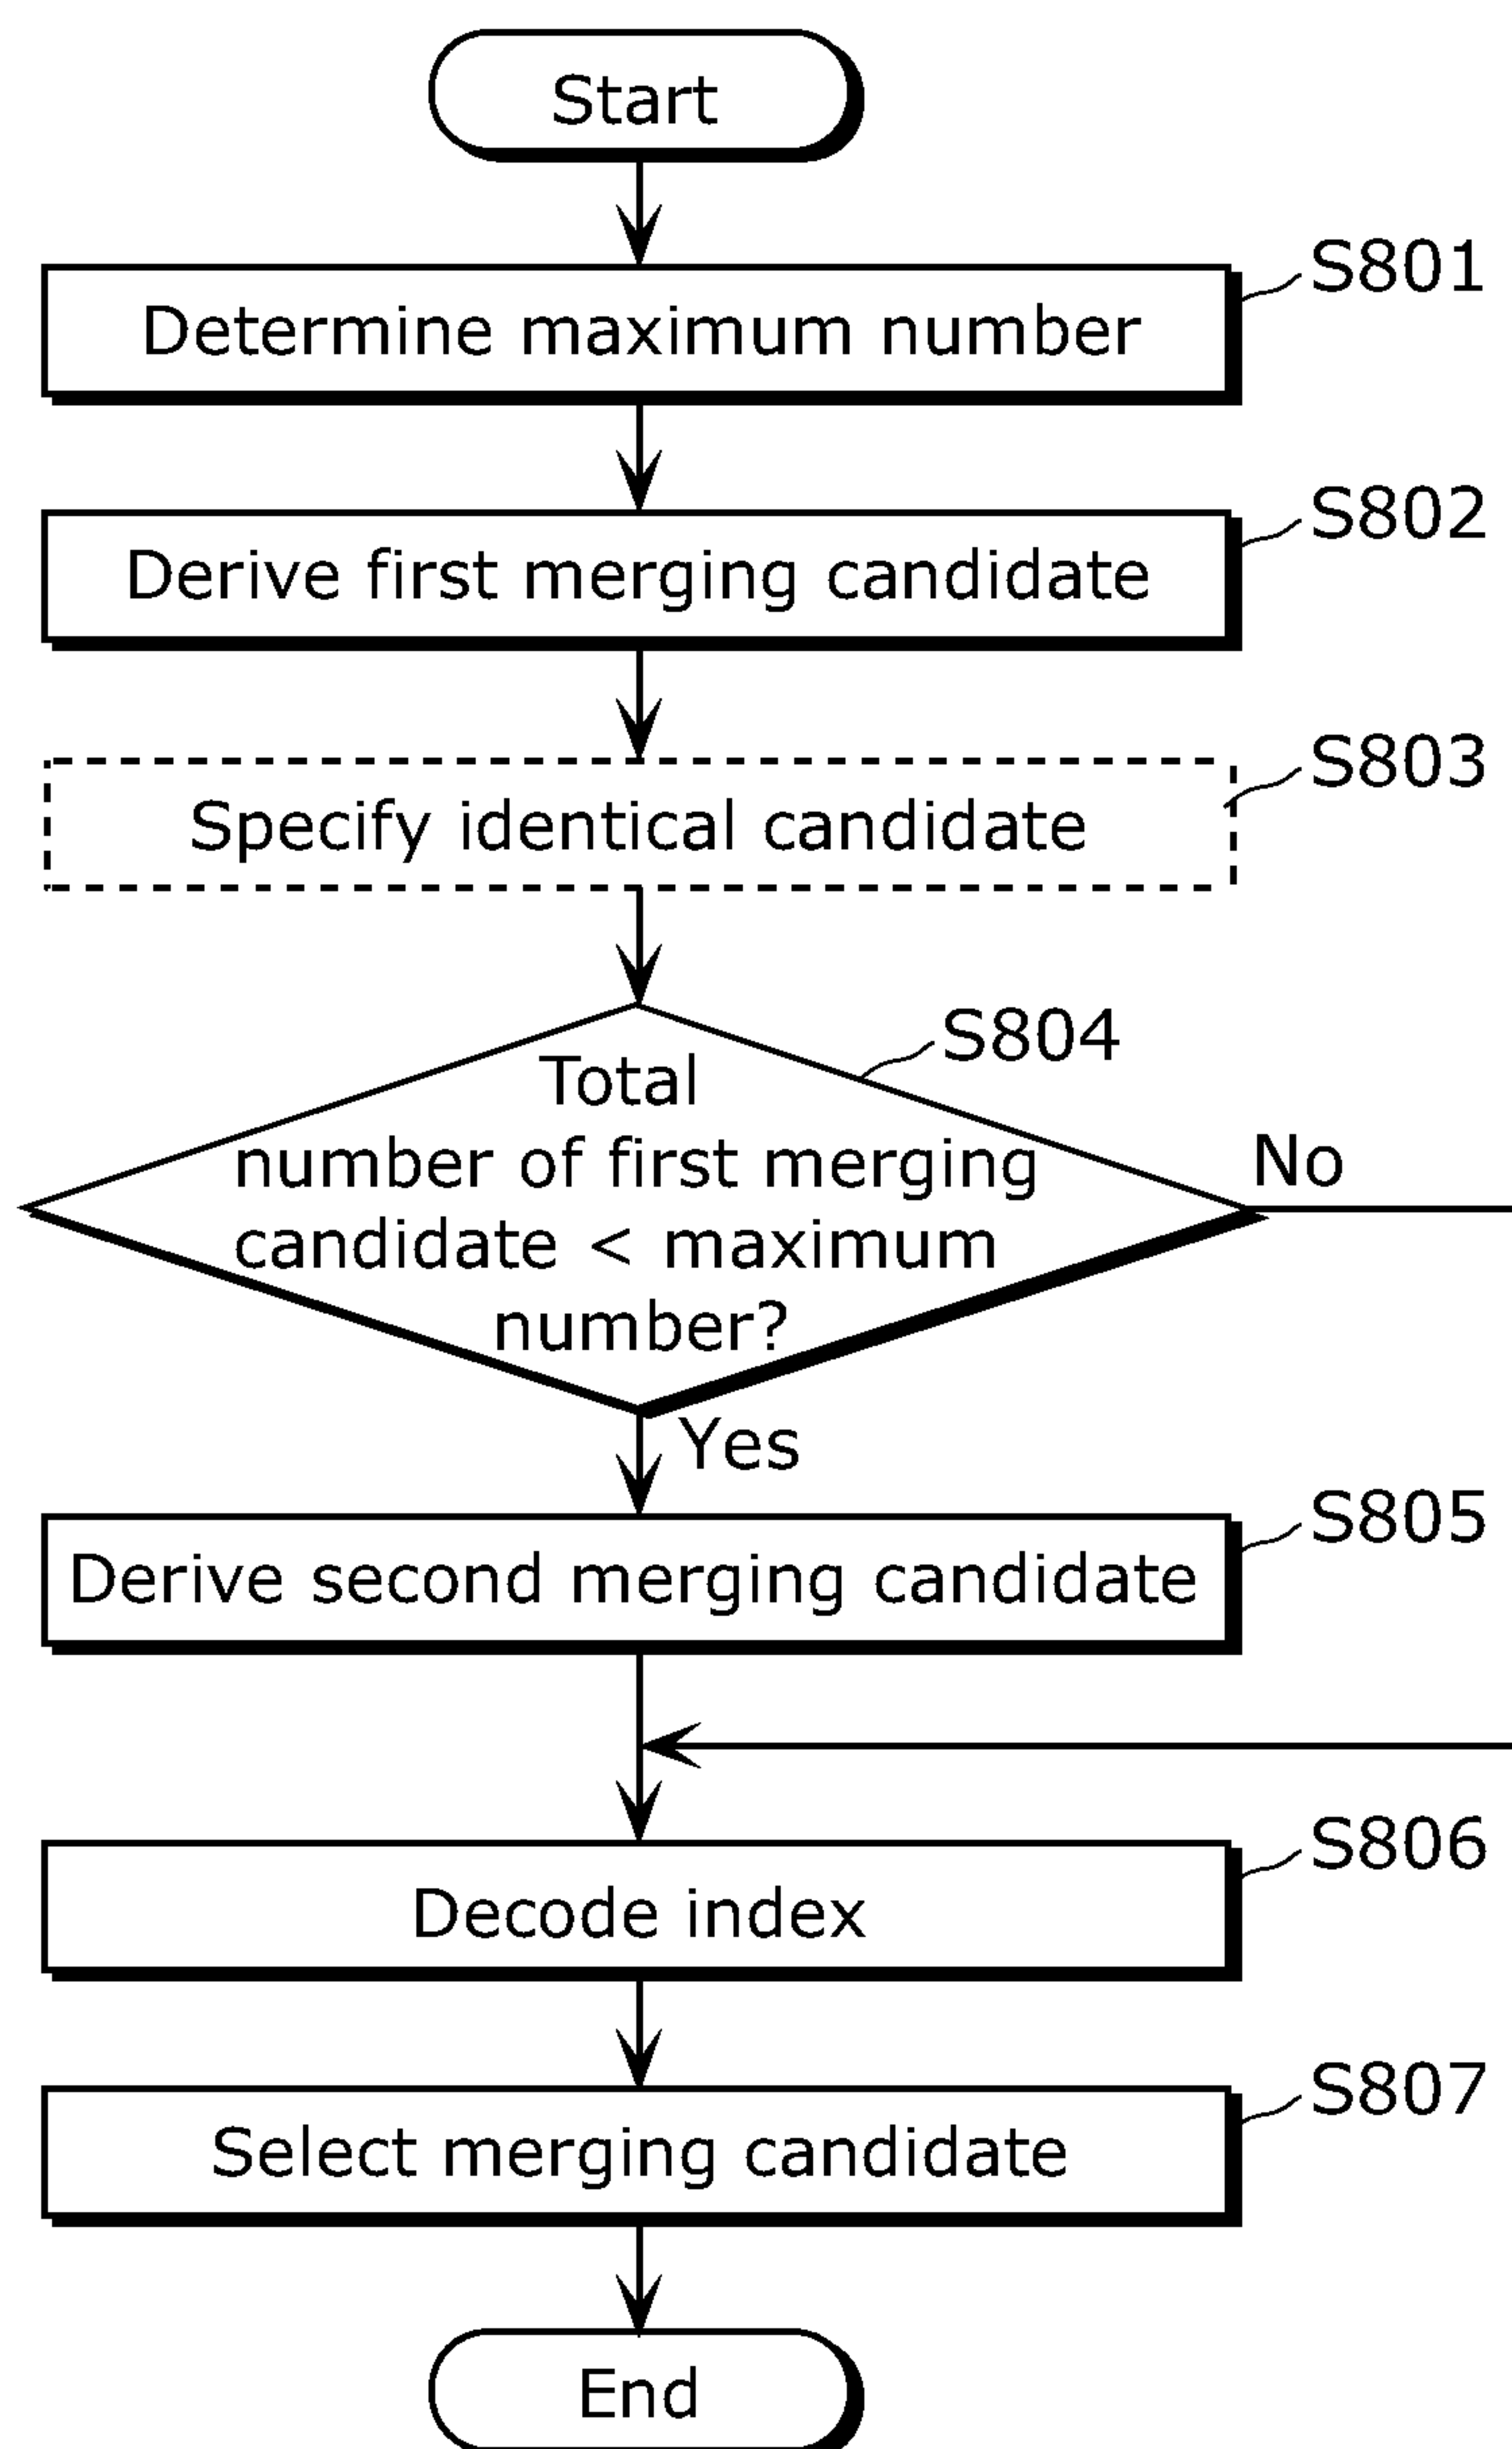 Start
S801
Determine maximum number
S802
Derive first merging candidate
S803
Specify identical candidate
S804
Total
number of first merging
candidate < maximum
number?
No
Yes
S805
Derive second merging candidate
S806
Decode index
S807
Select merging candidate
End